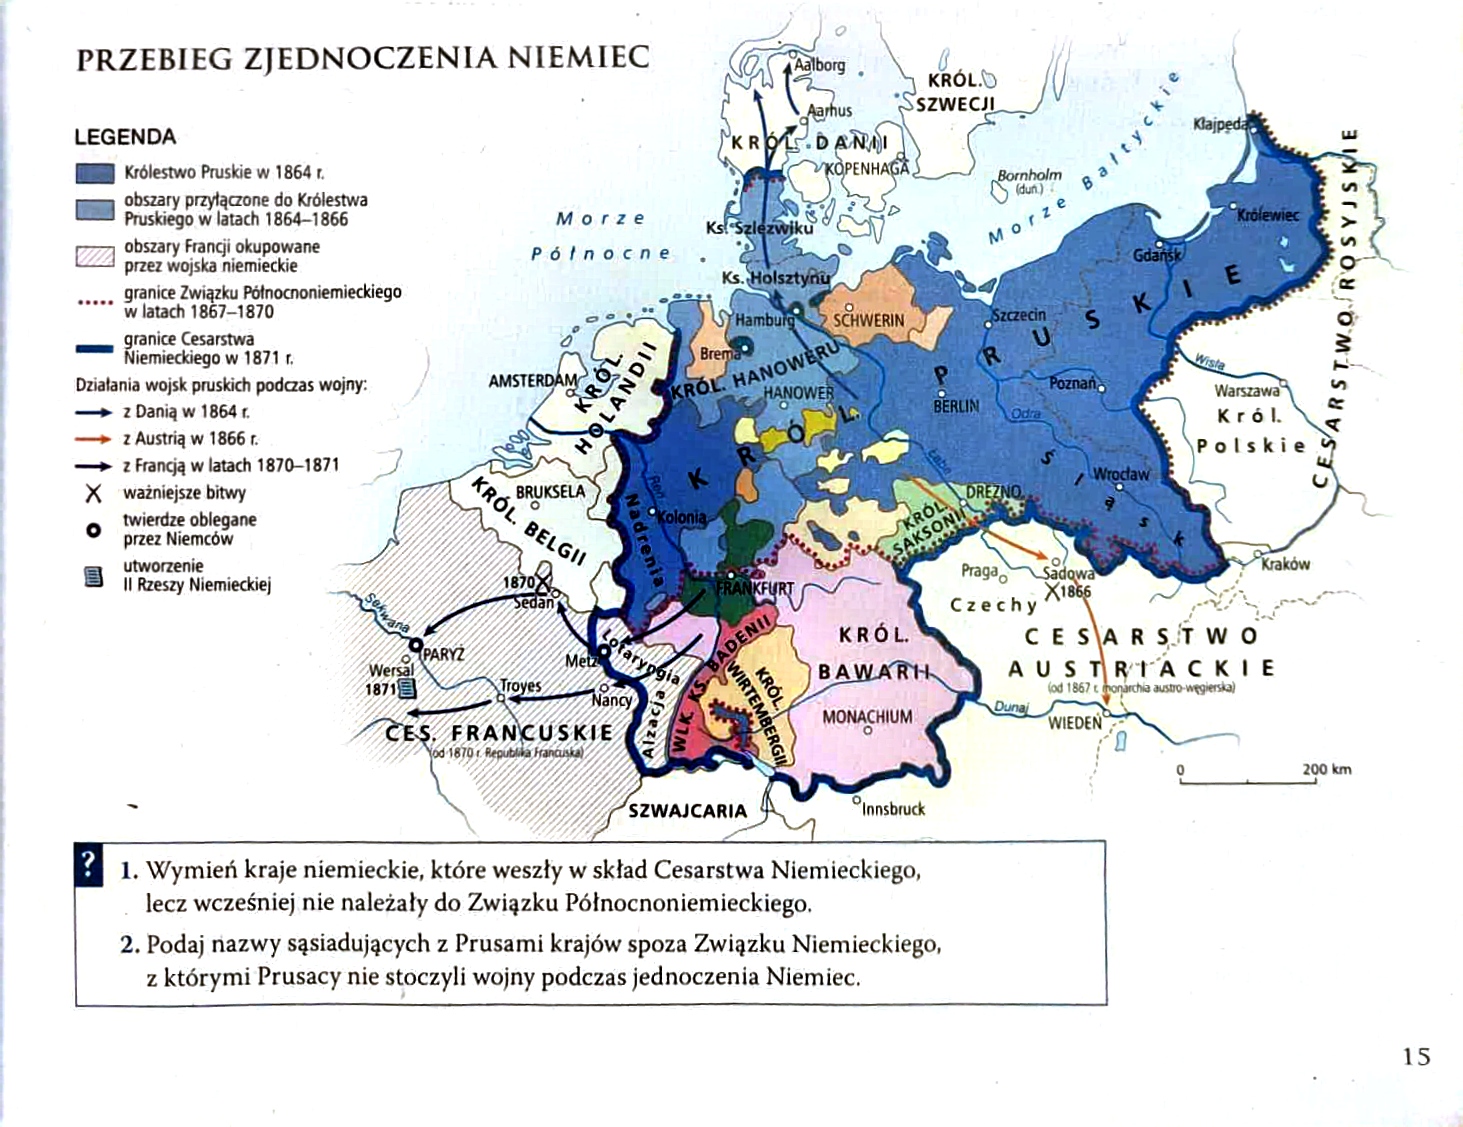 PRZEBIEG ZJEDNOCZENIA NIEMIEC
LEGENDA
Królestwo Pruskie w 1864 r.
obszary przyłączone do Królestwa
Pruskiego w latach 1864–1866
obszary Francji okupowane
przez wojska niemieckie
granice Związku Północnoniemieckiego
w latach 1867–1870
granice Cesarstwa
Niemieckiego w 1871 r.
Działania wojsk pruskich podczas wojny:
z Danią w 1864 r.
z Austrią w 1866 r.
z Francją w latach 1870–1871
ważniejsze bitwy
twierdze oblegane
przez Niemców
utworzenie
II Rzeszy Niemieckiej
Aalborg
Aarhus
KRÓL. DANII
KOPENHAGA
KRÓL.
SZWECJI
Bornholm
(duń.)
Morze Bałtyckie
Morze
Północne
Kłajpeda
Królewiec
Gdańsk
CESARSTWO ROSYJSKIE
Ks. Szlezwiku
Ks. Holsztynu
Hamburg
SCHWERIN
Szczecin
Brema
KRÓL. HANOWERU
HANOWER
KRÓL. PRUSKIE
BERLIN
Poznań
Odra
Wisła
Warszawa
Król.
Polskie
AMSTERDAM
KRÓL.
HOLANDII
Łaba
Wrocław
Śląsk
DREZNO
KRÓL.
SAKSONII
BRUKSELA
KRÓL. BELGII
Ren
Kolonia
Nadrenia
FRANKFURT
Praga
Sadowa
1866
Czechy
Kraków
CESARSTWO
AUSTRIACKIE
(od 1867 r. monarchia austro-węgierska)
Dunaj
WIEDEŃ
1870
Sedan
Sekwana
PARYŻ
Wersal
1871
Metz
Lotaryngia
Nancy
Troyes
CES. FRANCUSKIE
(od 1870 r. Republika Francuska)
Alzacja
WLK. KS. BADENII
KRÓL.
WIRTEMBERGII
KRÓL.
BAWARII
MONACHIUM
SZWAJCARIA
Innsbruck
0 200 km
?
1. Wymień kraje niemieckie, które weszły w skład Cesarstwa Niemieckiego,
lecz wcześniej nie należały do Związku Północnoniemieckiego.
2. Podaj nazwy sąsiadujących z Prusami krajów spoza Związku Niemieckiego,
z którymi Prusacy nie stoczyli wojny podczas jednoczenia Niemiec.
15